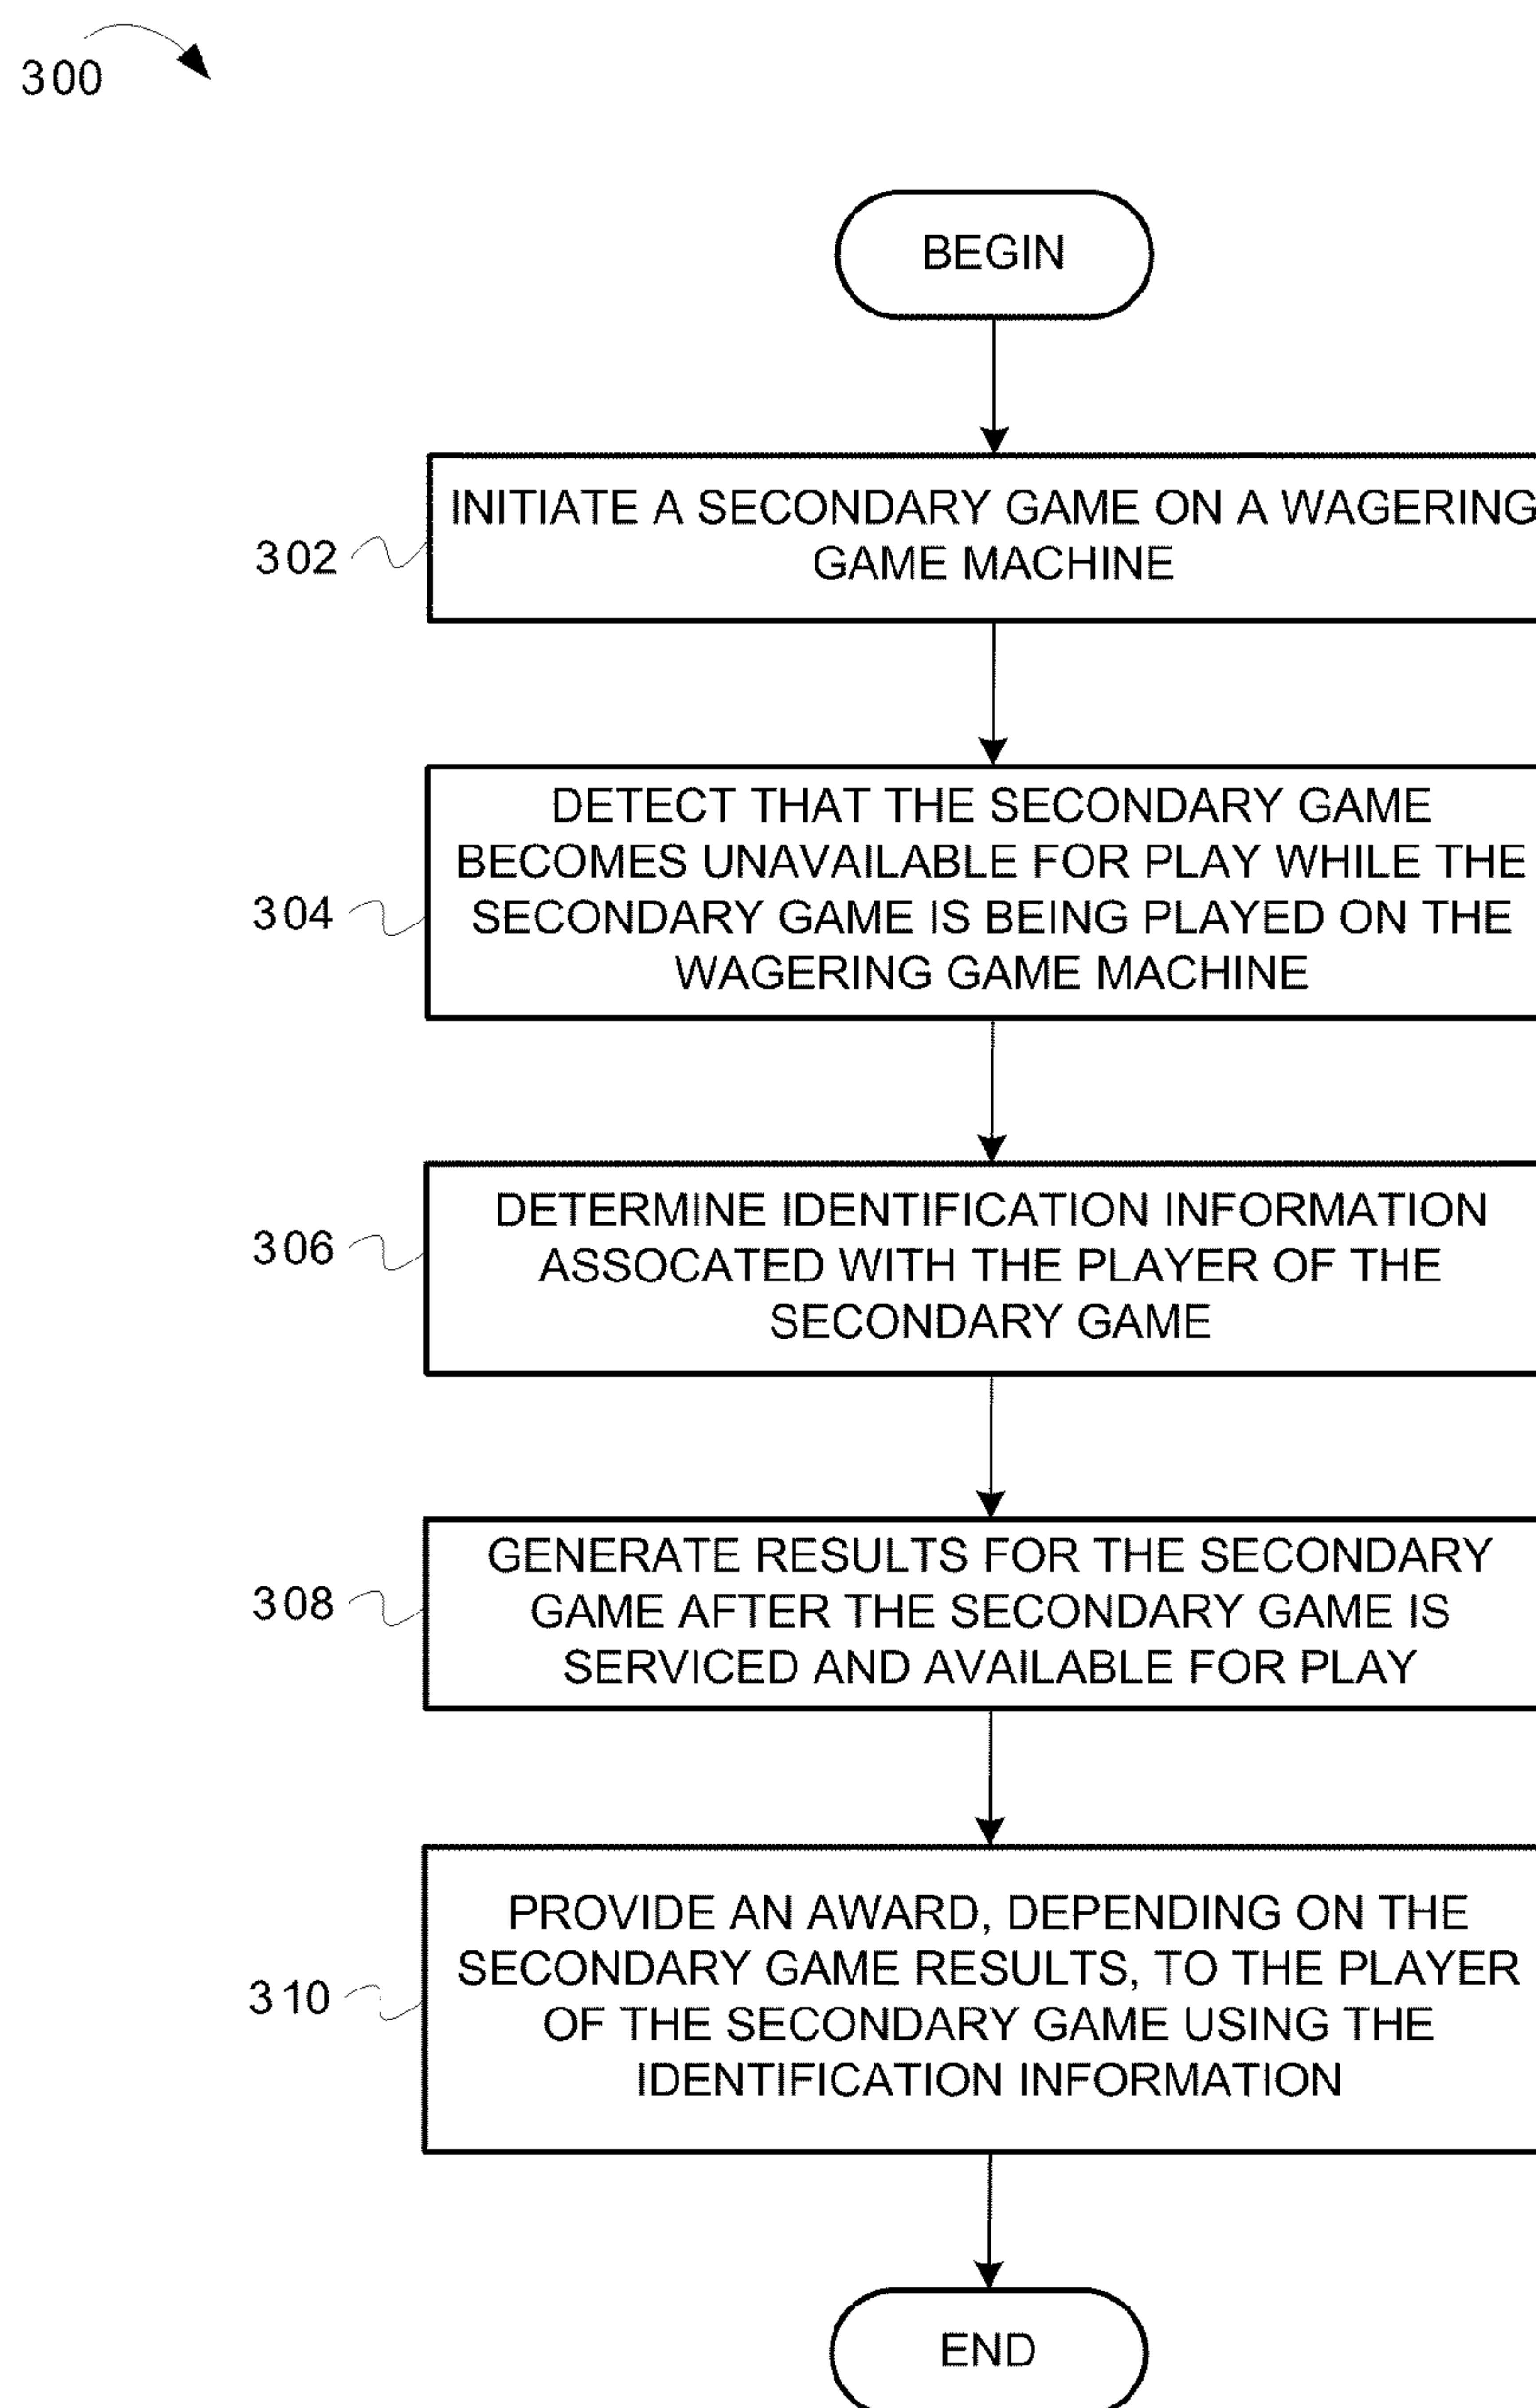 300
BEGIN
INITIATE A SECONDARY GAME ON A WAGERING
GAME MACHINE
302
DETECT THAT THE SECONDARY GAME
BECOMES UNAVAILABLE FOR PLAY WHILE THE
SECONDARY GAME IS BEING PLAYED ON THE
WAGERING GAME MACHINE
304
DETERMINE IDENTIFICATION INFORMATION
ASSOCATED WITH THE PLAYER OF THE
SECONDARY GAME
306
GENERATE RESULTS FOR THE SECONDARY
GAME AFTER THE SECONDARY GAME IS
SERVICED AND AVAILABLE FOR PLAY
308
PROVIDE AN AWARD, DEPENDING ON THE
SECONDARY GAME RESULTS, TO THE PLAYER
OF THE SECONDARY GAME USING THE
IDENTIFICATION INFORMATION
310
END